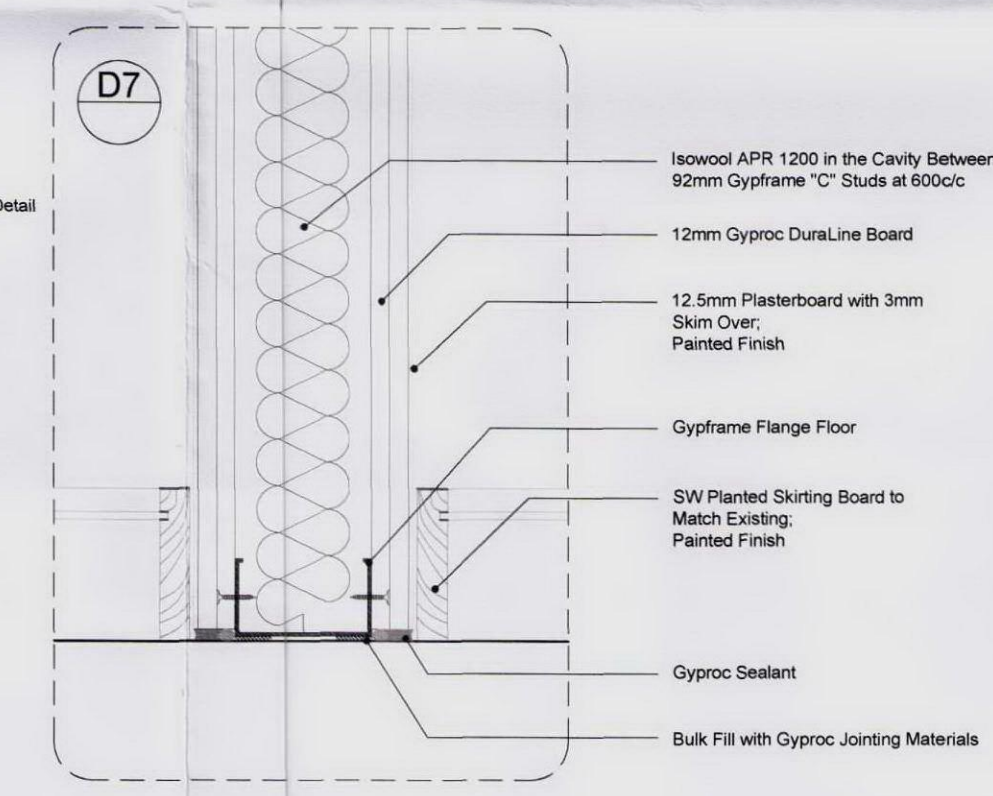 D7
Detail
Isowool APR 1200 in the Cavity Between
92mm Gypframe "C" Studs at 600c/c
12mm Gyproc DuraLine Board
12.5mm Plasterboard with 3mm
Skim Over;
Painted Finish
Gypframe Flange Floor
SW Planted Skirting Board to
Match Existing;
Painted Finish
Gyproc Sealant
Bulk Fill with Gyproc Jointing Materials